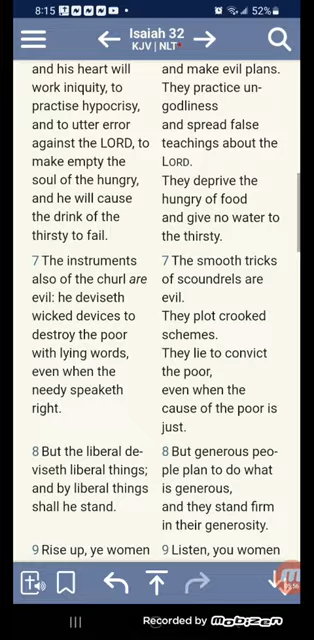 8:15
52%
Isaiah 32
KJV | NLT
and his heart will
work iniquity, to
practise hypocrisy,
and to utter error
against the LORD, to
make empty the
soul of the hungry,
and he will cause
the drink of the
thirsty to fail.
7 The instruments
also of the churl are
evil: he deviseth
wicked devices to
destroy the poor
with lying words,
even when the
needy speaketh
right.
8 But the liberal de-
viseth liberal things;
and by liberal things
shall he stand.
9 Rise up, ye women
and make evil plans.
They practice un-
godliness
and spread false
teachings about the
LORD.
They deprive the
hungry of food
and give no water to
the thirsty.
7 The smooth tricks
of scoundrels are
evil.
They plot crooked
schemes.
They lie to convict
the poor,
even when the
cause of the poor is
just.
8 But generous peo-
ple plan to do what
is generous,
and they stand firm
in their generosity.
9 Listen, you women
Recorded by mobizen